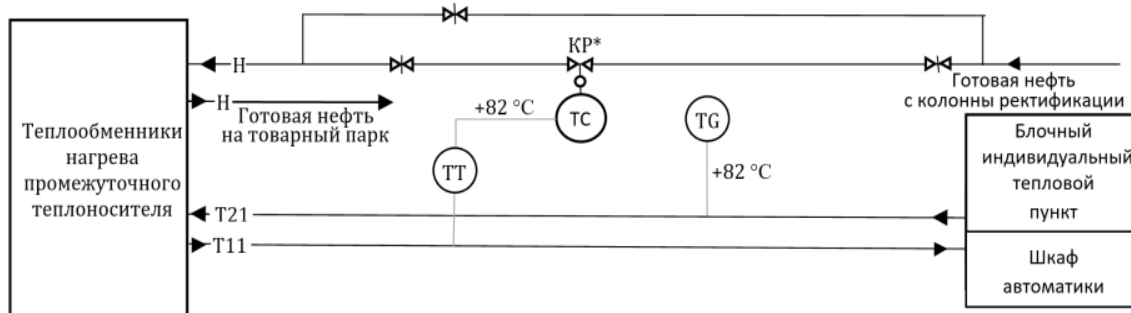 КР*
Н
Готовая нефть
с колонны ректификации
Н
Готовая нефть
на товарный парк
+82 °C
TC
TG
Теплообменники
нагрева
промежуточного
теплоносителя
TT
+82 °C
Блочный
индивидуальный
тепловой
пункт
Т21
Т11
Шкаф
автоматики